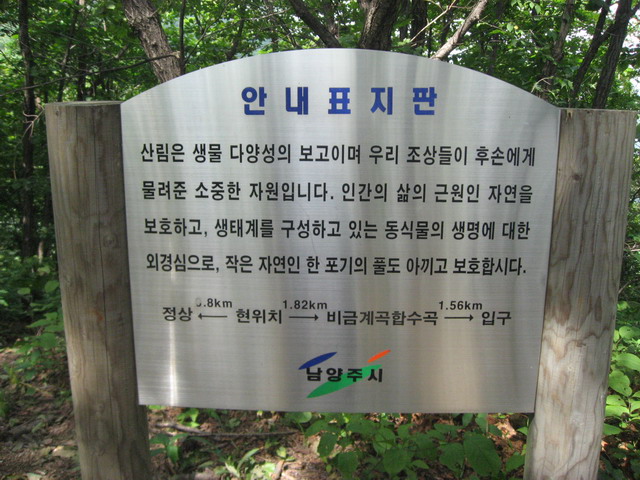 안내표지판
산림은 생물 다양성의 보고이며 우리 조상들이 후손에게
물려준 소중한 자원입니다. 인간의 삶의 근원인 자연을
보호하고, 생태계를 구성하고 있는 동식물의 생명에 대한
외경심으로, 작은 자연인 한 포기의 풀도 아끼고 보호합시다.
1.82km 1.56km
정상 ← 현위치 → 비금계곡합수곡 → 입구
남양주시